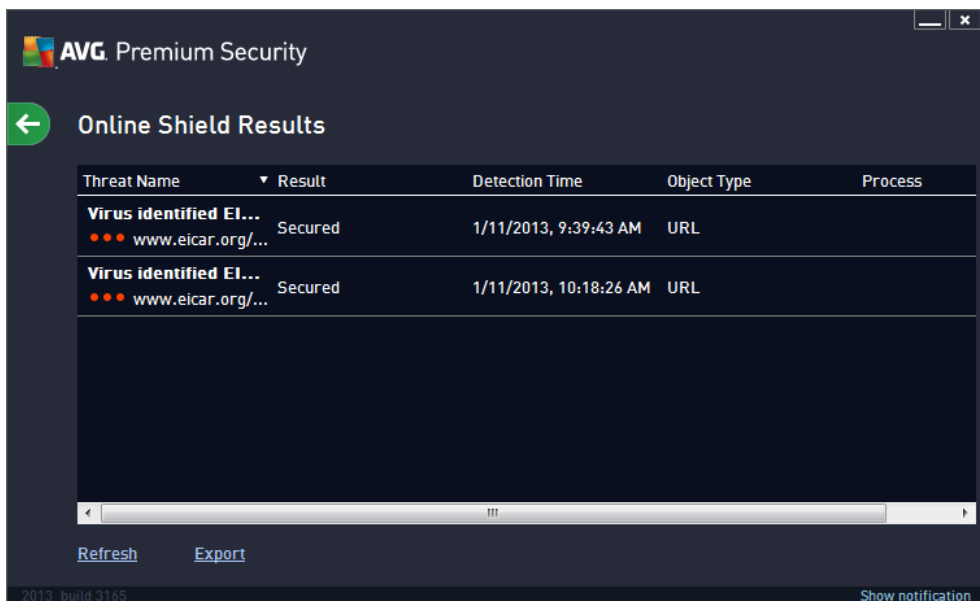 AVG. Premium Security
Online Shield Results
Threat Name Result Detection Time Object Type Process
Virus identified EI...
www.eicar.org/... Secured 1/11/2013, 9:39:43 AM URL
Virus identified EI...
www.eicar.org/... Secured 1/11/2013, 10:18:26 AM URL
Refresh Export
2013 build 3165 Show notification